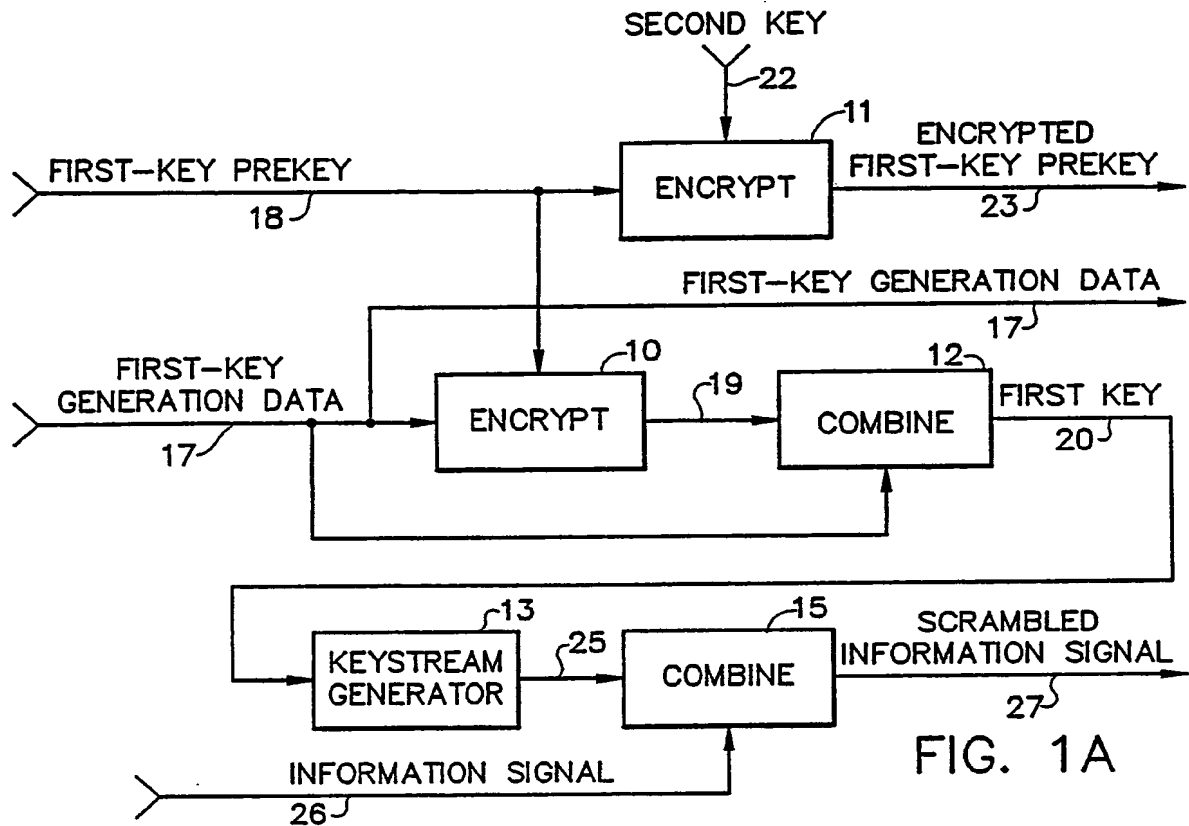 SECOND KEY
22
11
FIRST-KEY PREKEY
18
ENCRYPT
ENCRYPTED
FIRST-KEY PREKEY
23
FIRST-KEY GENERATION DATA
17
FIRST-KEY
GENERATION DATA
17
10
ENCRYPT
19
12
COMBINE
FIRST KEY
20
13
KEYSTREAM
GENERATOR
25
15
COMBINE
SCRAMBLED
INFORMATION SIGNAL
27
INFORMATION SIGNAL
26
FIG. 1A